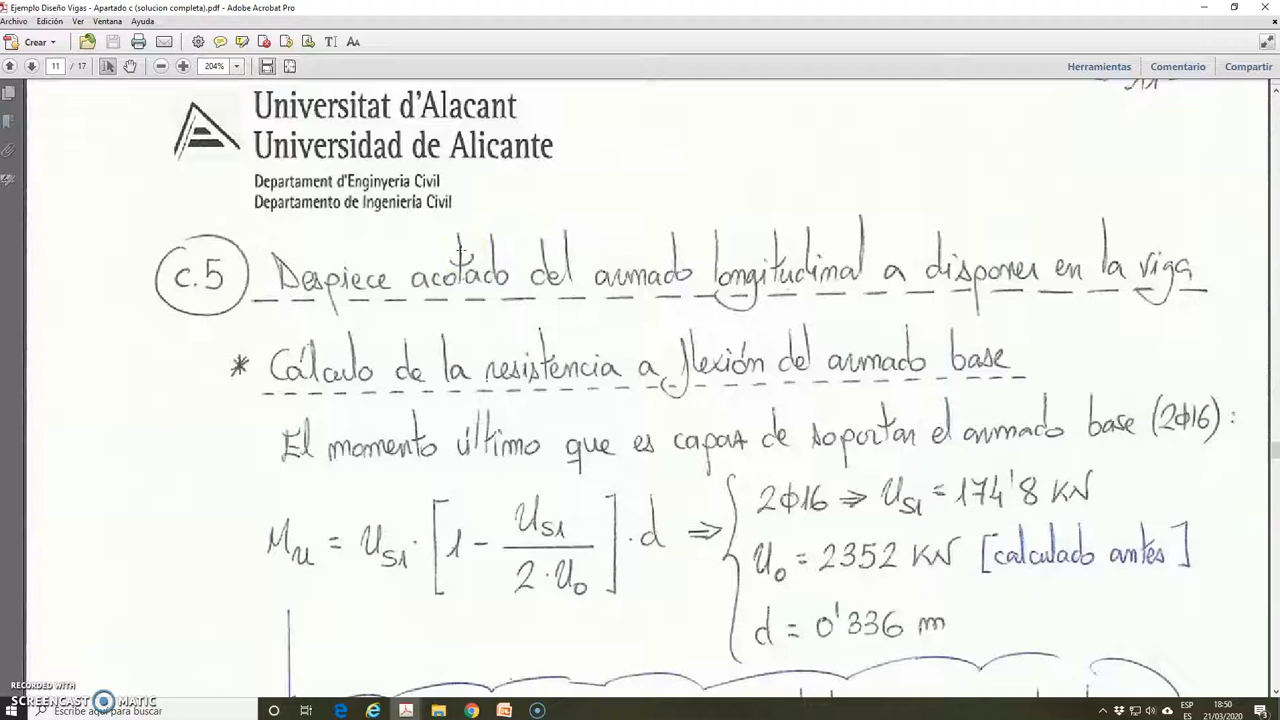 Ejemplo Diseño Vigas - Apartado c (solucion completa).pdf - Adobe Acrobat Pro
Archivo Edición Ver Ventana Ayuda
Crear
11 / 17 204% Herramientas Comentario Compartir
Universitat d'Alacant
Universidad de Alicante
Departament d'Enginyeria Civil
Departamento de Ingeniería Civil
C.5 Despiece acotado del armado longitudinal a disponer en la viga
* Cálculo de la resistencia a flexión del armado base
El momento último que es capaz de soportar el armado base (2Φ16):
Mu = Us1 · [1 - Us1 / 2·U0] · d ⇒ { 2Φ16 ⇒ Us1 = 174'8 KN
U0 = 2352 KN [calculado antes]
d = 0'336 m
RECORDED WITH
SCREENCAST MATIC
Escribe aquí para buscar
ESP
ES
18:50
21/03/2020